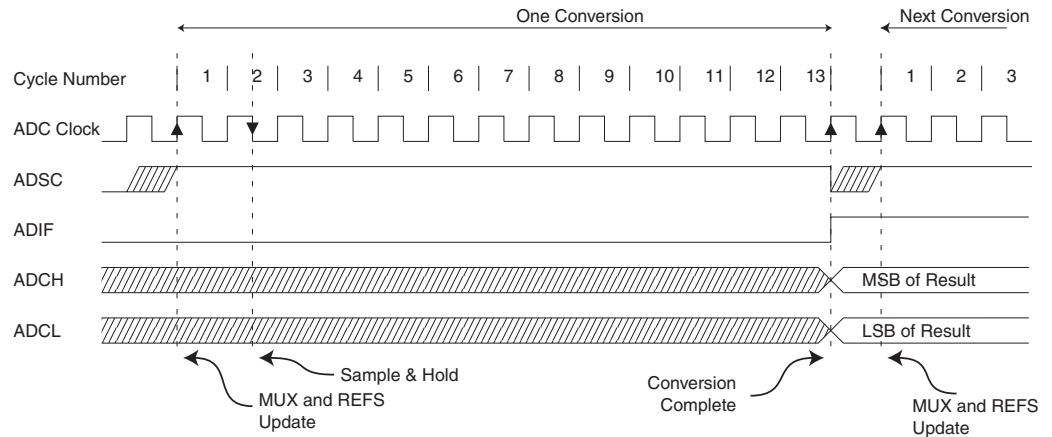 One Conversion
Next Conversion
Cycle Number 1 2 3 4 5 6 7 8 9 10 11 12 13 1 2 3
ADC Clock
ADSC
ADIF
ADCH
MSB of Result
ADCL
LSB of Result
Sample & Hold
MUX and REFS
Update
Conversion
Complete
MUX and REFS
Update